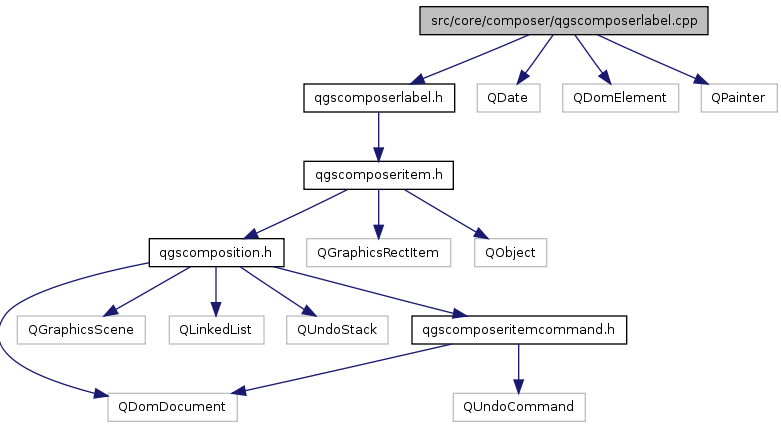 src/core/composer/qgscomposerlabel.cpp
qgscomposerlabel.h
QDate
QDomElement
QPainter
qgscomposeritem.h
qgscomposition.h
QGraphicsRectItem
QObject
QGraphicsScene
QLinkedList
QUndoStack
qgscomposeritemcommand.h
QDomDocument
QUndoCommand